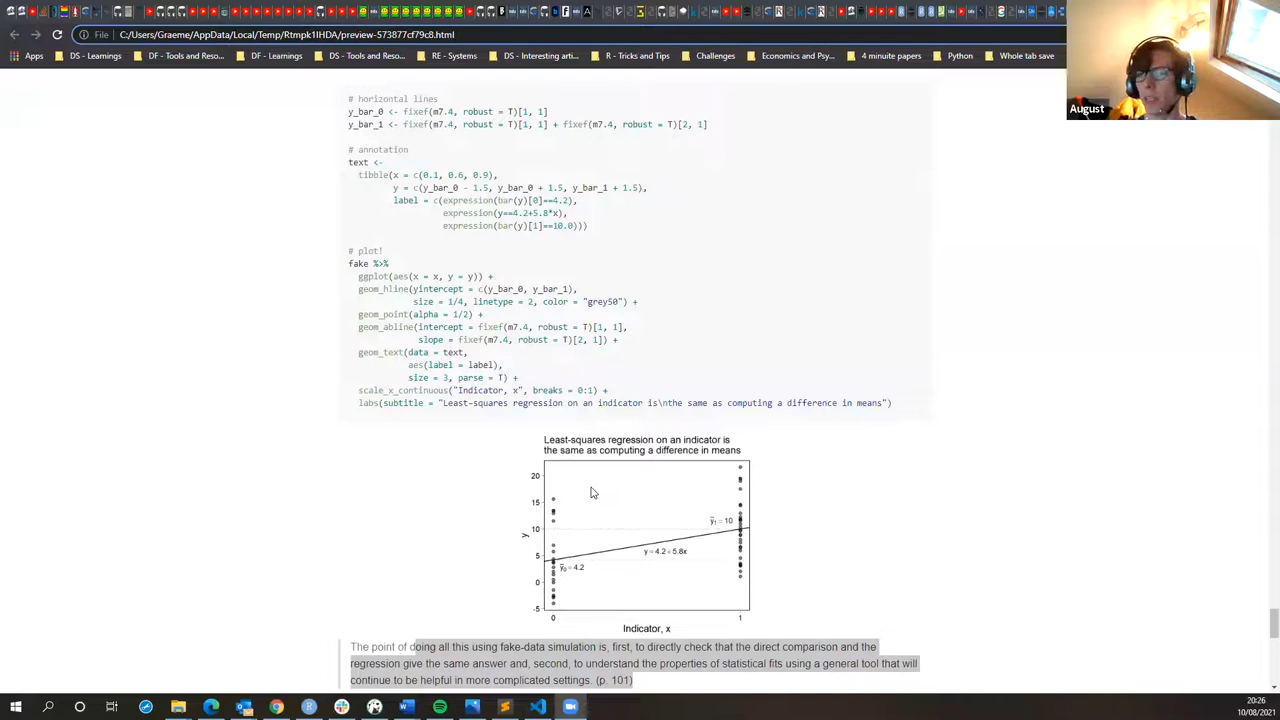 File
C:/Users/Graeme/AppData/Local/Temp/Rtmpk1IHDA/preview-573877cf79c8.html
Apps
DS - Learnings
DF - Tools and Reso...
DF - Learnings
DS - Tools and Reso...
RE - Systems
DS - Interesting arti...
R - Tricks and Tips
Challenges
Economics and Psy...
4 minuite papers
Python
Whole tab save
August
# horizontal lines
y_bar_0 <- fixef(m7.4, robust = T)[1, 1]
y_bar_1 <- fixef(m7.4, robust = T)[1, 1] + fixef(m7.4, robust = T)[2, 1]
# annotation
text <-
tibble(x = c(0.1, 0.6, 0.9),
y = c(y_bar_0 - 1.5, y_bar_0 + 1.5, y_bar_1 + 1.5),
label = c(expression(bar(y)[0]==4.2),
expression(y==4.2+5.8*x),
expression(bar(y)[1]==10.0)))
# plot!
fake %>%
ggplot(aes(x = x, y = y)) +
geom_hline(yintercept = c(y_bar_0, y_bar_1),
size = 1/4, linetype = 2, color = "grey50") +
geom_point(alpha = 1/2) +
geom_abline(intercept = fixef(m7.4, robust = T)[1, 1],
slope = fixef(m7.4, robust = T)[2, 1]) +
geom_text(data = text,
aes(label = label),
size = 3, parse = T) +
scale_x_continuous("Indicator, x", breaks = 0:1) +
labs(subtitle = "Least-squares regression on an indicator is\nthe same as computing a difference in means")
Least-squares regression on an indicator is
the same as computing a difference in means
20
15
10
5
0
-5
y
ȳ₁ = 10
y = 4.2 + 5.8x
ȳ₀ = 4.2
0 1
Indicator, x
The point of doing all this using fake-data simulation is, first, to directly check that the direct comparison and the
regression give the same answer and, second, to understand the properties of statistical fits using a general tool that will
continue to be helpful in more complicated settings. (p. 101)
20:26
10/08/2021